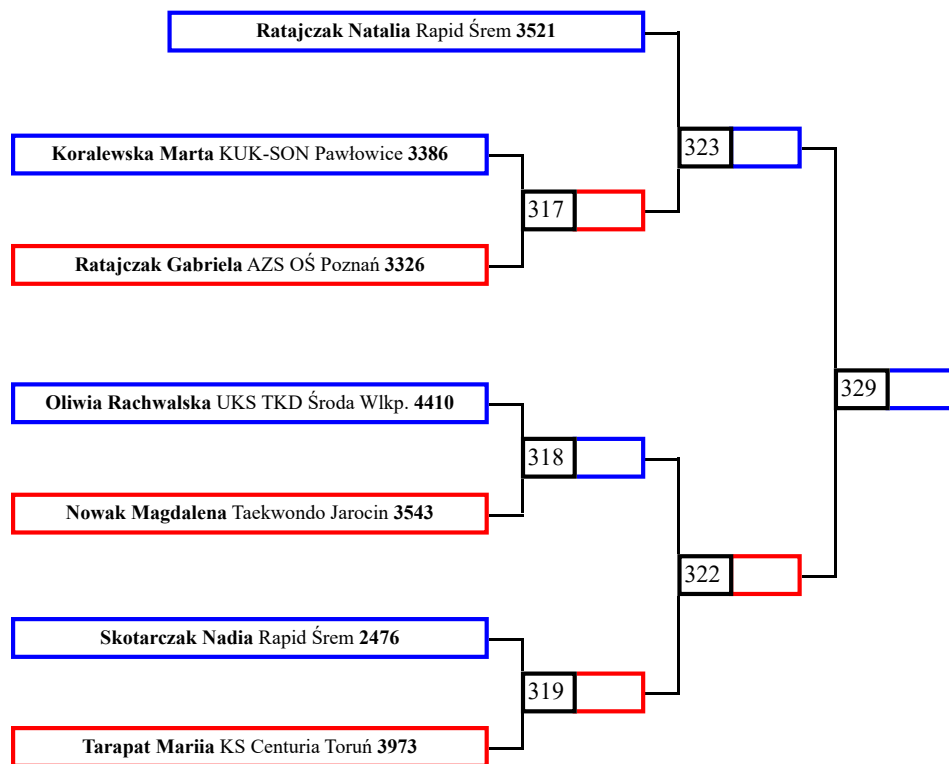 Ratajczak Natalia Rapid Śrem 3521
323
Koralewska Marta KUK-SON Pawłowice 3386
317
Ratajczak Gabriela AZS OŚ Poznań 3326
329
Oliwia Rachwalska UKS TKD Środa Wlkp. 4410
318
Nowak Magdalena Taekwondo Jarocin 3543
322
Skotarczak Nadia Rapid Śrem 2476
319
Tarapat Mariia KS Centuria Toruń 3973